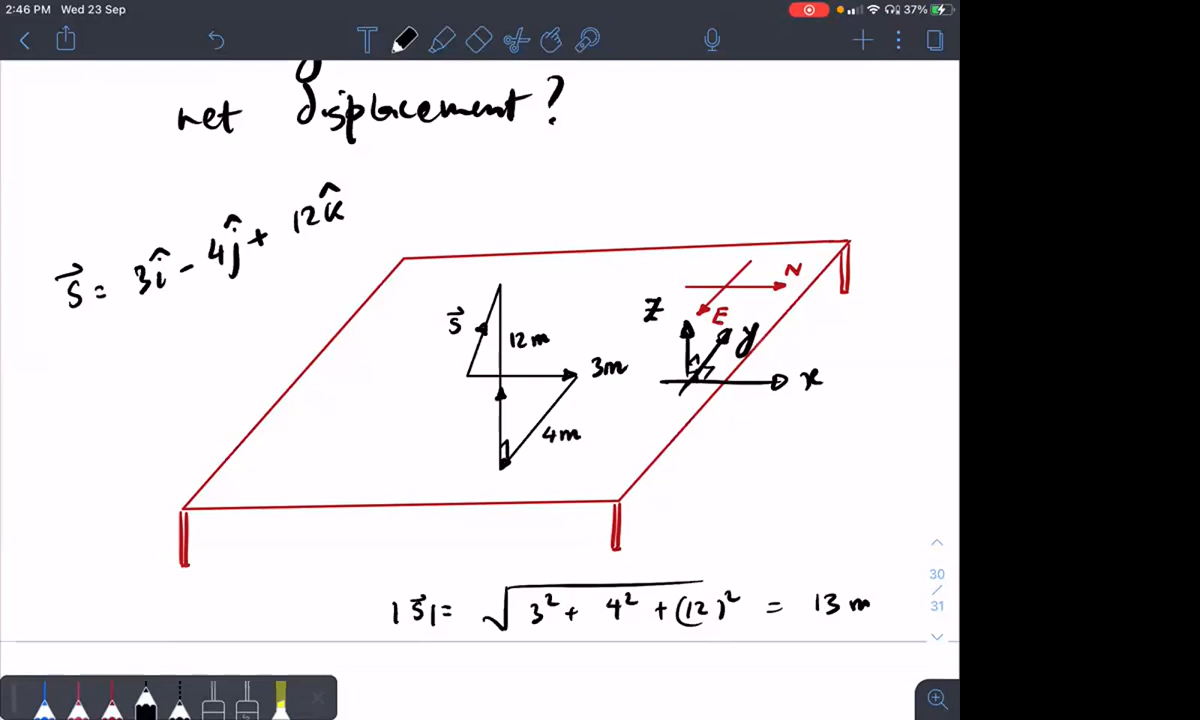 2:46 PM Wed 23 Sep
37%
T
net displacement?
S⃗ = 3î - 4ĵ + 12k̂
N
E
Z
y
x
S⃗
12m
3m
4m
30
/
31
|S⃗| = √3² + 4² + (12)² = 13 m